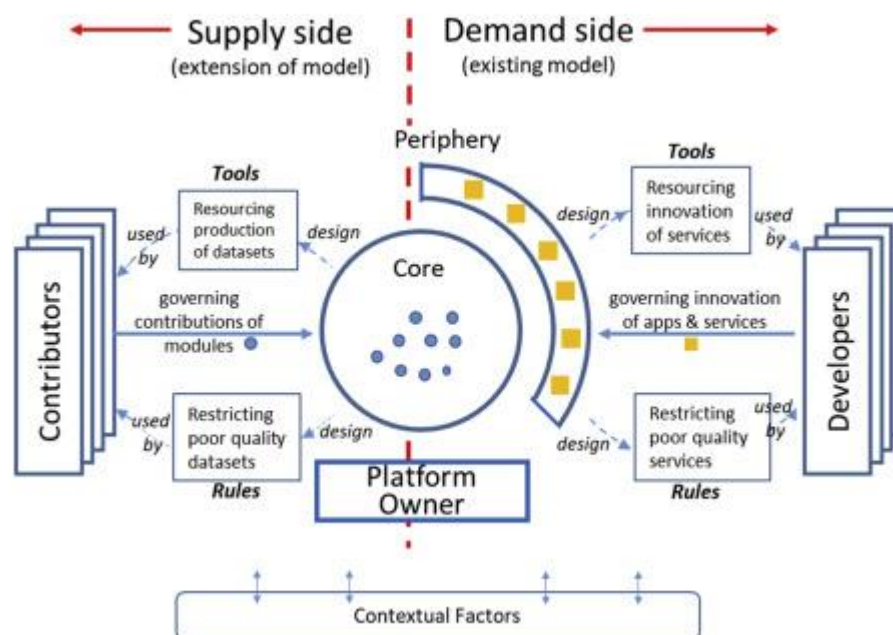 Supply side
(extension of model)
Demand side
(existing model)
Periphery
Tools
Resourcing
production
of datasets
design
used
by
Core
Tools
Resourcing
innovation
of services
design
used
by
Contributors
governing
contributions of
modules
governing innovation
of apps & services
Developers
used
by
Restricting
poor quality
datasets
design
Rules
Platform
Owner
design
Restricting
poor quality
services
used
by
Rules
Contextual Factors